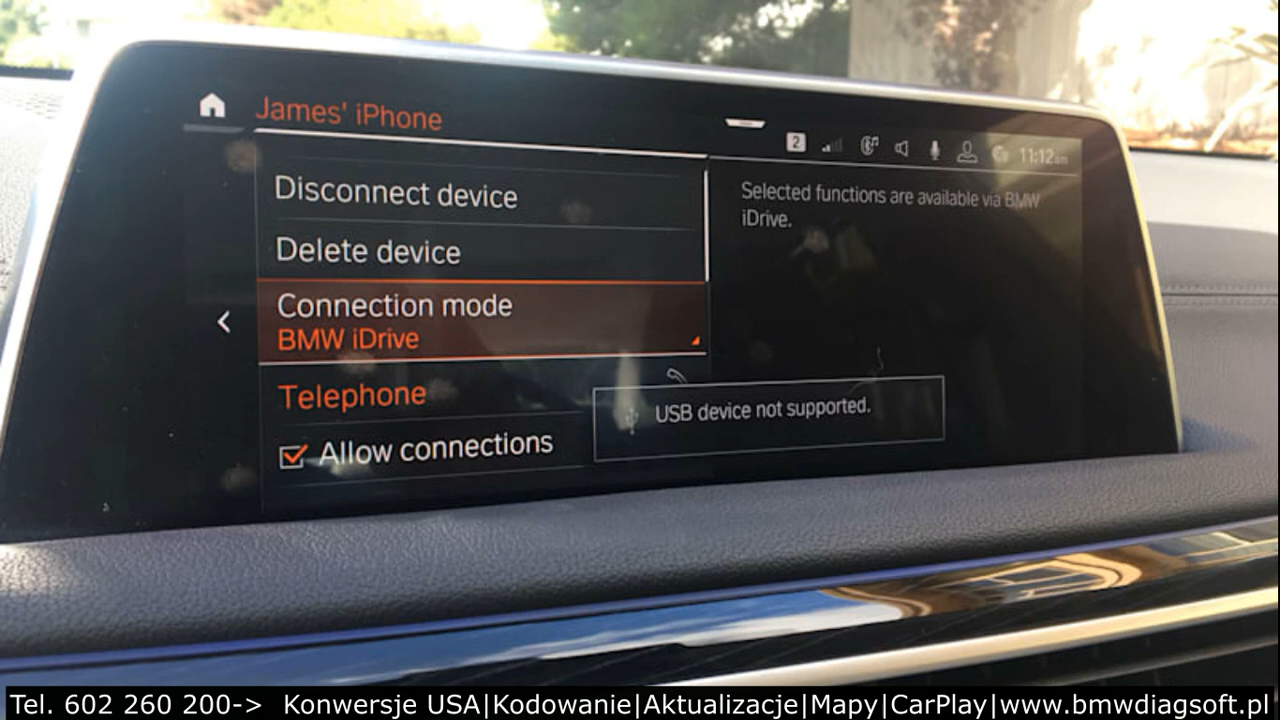 James' iPhone
2
11:12am
Disconnect device
Delete device
Connection mode
BMW iDrive
Telephone
Allow connections
Selected functions are available via BMW
iDrive.
USB device not supported.
Tel. 602 260 200-> Konwersje USA|Kodowanie|Aktualizacje|Mapy|CarPlay|www.bmwdiagsoft.pl